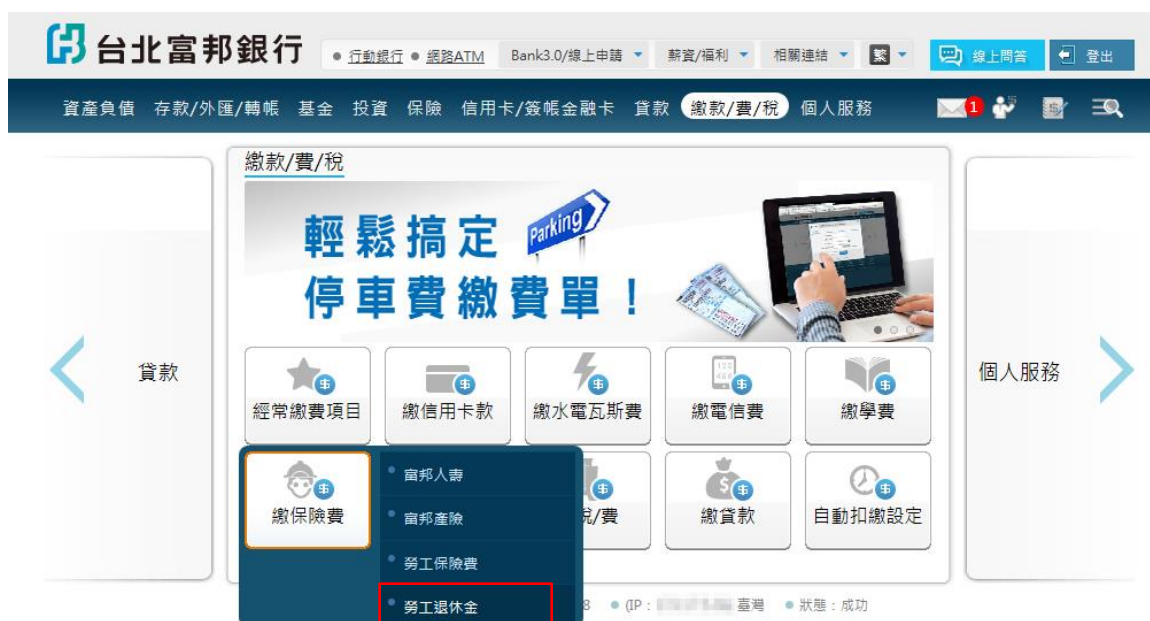 台北富邦銀行
行動銀行 網路ATM Bank3.0/線上申請 薪資/福利 相關連結 繁 線上問答 登出
資產負債 存款/外匯/轉帳 基金 投資 保險 信用卡/簽帳金融卡 貸款 繳款/費/稅 個人服務 1
繳款/費/稅
輕鬆搞定 Parking
停車費繳費單！
貸款
個人服務
經常繳費項目 繳信用卡款 繳水電瓦斯費 繳電信費 繳學費
繳保險費 稅/費 繳貸款 自動扣繳設定
富邦人壽
富邦產險
勞工保險費
勞工退休金
8 (IP : 臺灣 狀態：成功